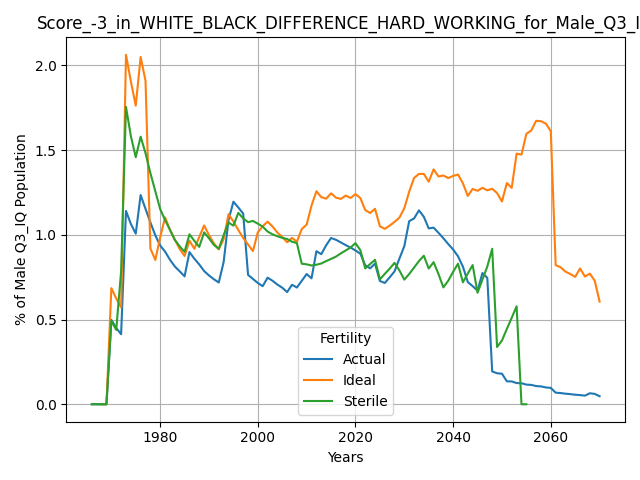 Score_-3_in_WHITE_BLACK_DIFFERENCE_HARD_WORKING_for_Male_Q3_I
% of Male Q3_IQ Population
2.0
1.5
1.0
0.5
0.0
Fertility
Actual
Ideal
Sterile
1980
2000
2020
2040
2060
Years